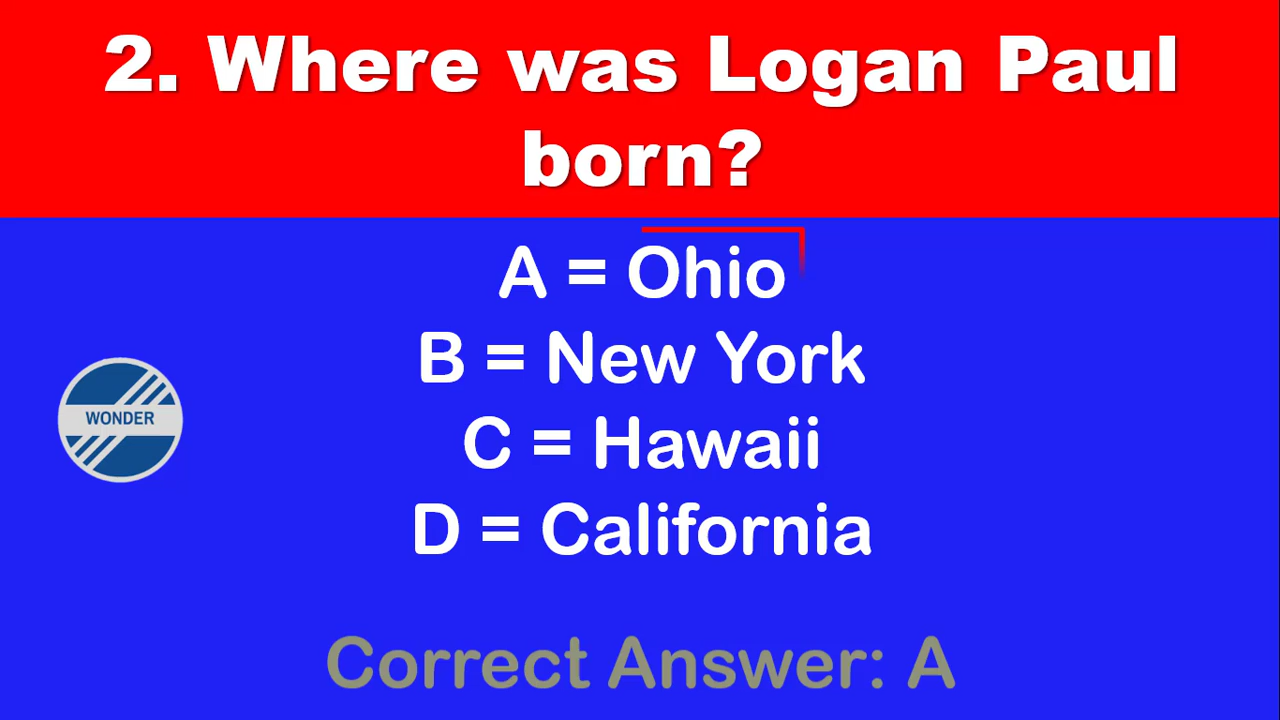 2. Where was Logan Paul
born?
A = Ohio
B = New York
WONDER
C = Hawaii
D = California
Correct Answer: A